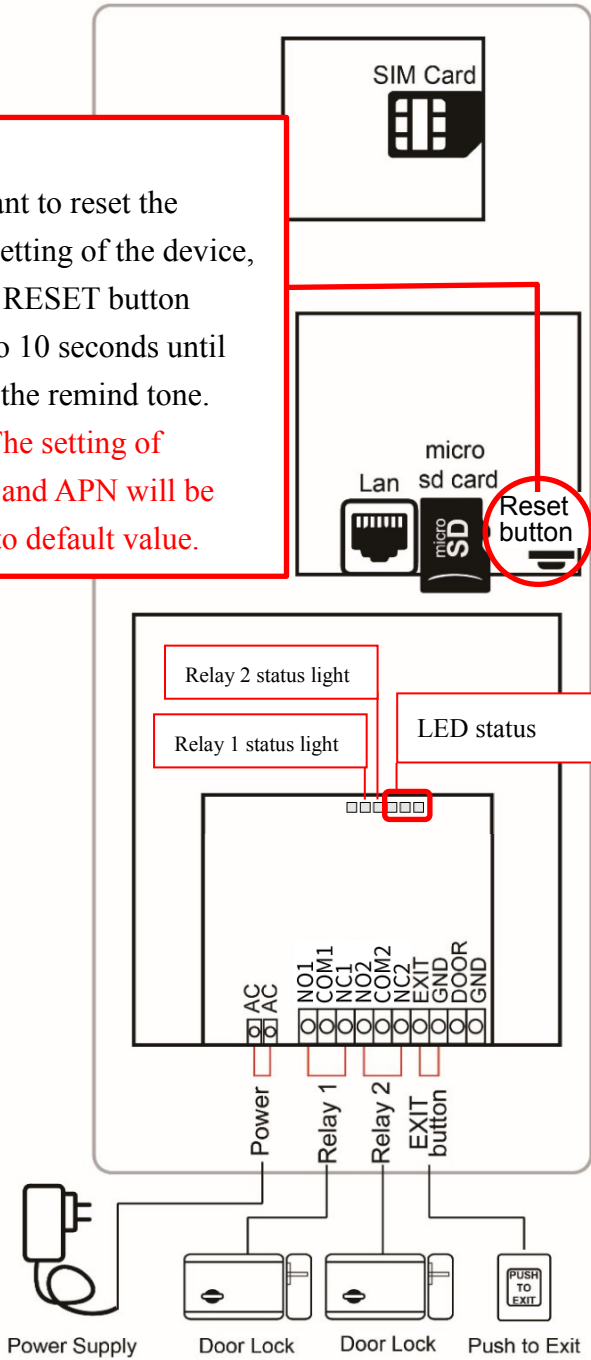 SIM Card
ant to reset the
etting of the device,
RESET button
o 10 seconds until
the remind tone.
The setting of
and APN will be
to default value.
micro
sd card
Lan
micro
SD
Reset
button
Relay 2 status light
Relay 1 status light
LED status
AC
AC
NO1
COM1
NC1
NO2
COM2
NC2
EXIT
GND
DOOR
GND
Power
Relay 1
Relay 2
EXIT
button
PUSH
TO
EXIT
Power Supply
Door Lock
Door Lock
Push to Exit